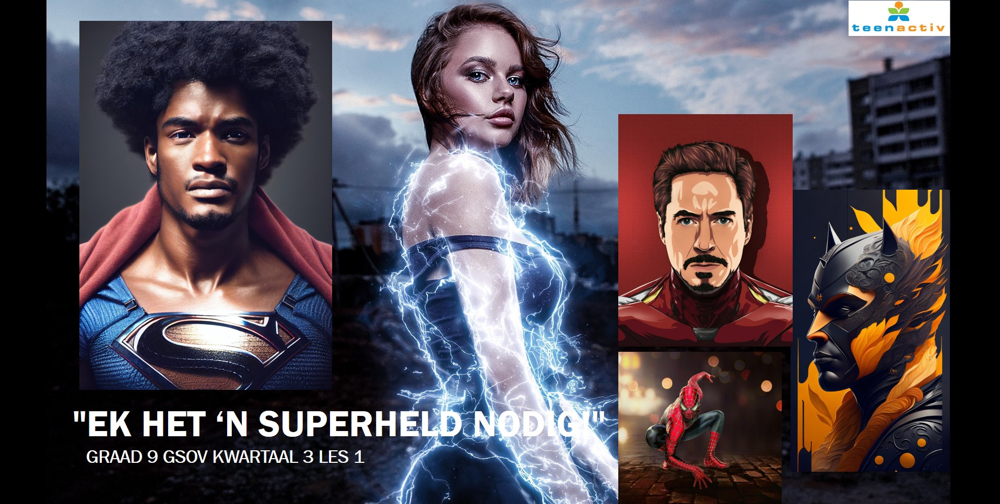 teenactiv
"EK HET ‘N SUPERHELD NODIG!"
GRAAD 9 GSOV KWARTAAL 3 LES 1